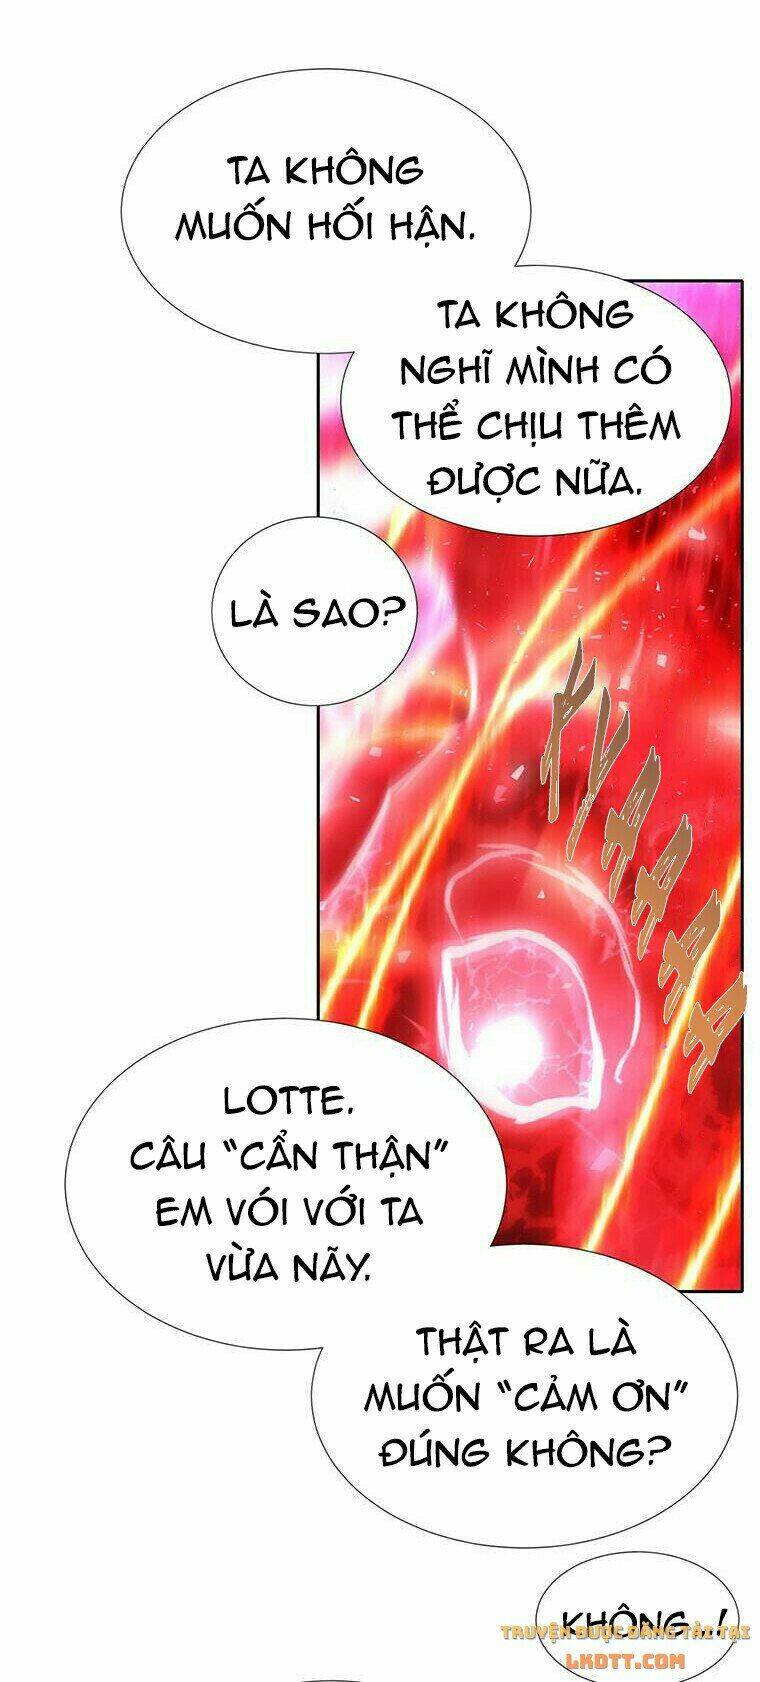 TA KHÔNG
MUỐN HỐI HẬN.
TA KHÔNG
NGHĨ MÌNH CÓ
THỂ CHỊU THÊM
ĐƯỢC NỮA.
LÀ SAO?
LOTTE.
CÂU “CẨN THẬN”
EM VÓI VỚI TA
VỪA NÃY.
THẬT RA LÀ
MUỐN “CẢM ƠN”
ĐÚNG KHÔNG?
KHÔNG..!
TRUYỆN ĐƯỢC ĐĂNG TẢI TẠI
LKDTT.COM